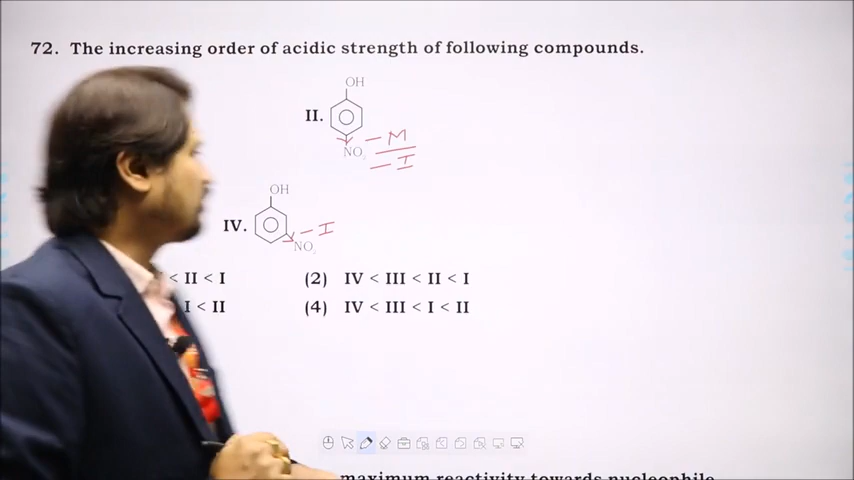 72. The increasing order of acidic strength of following compounds.
OH
II.
NO2 - M
- I
OH
IV.
- I
NO2
< II < I (2) IV < III < II < I
I < II (4) IV < III < I < II
maximum reactivity towards nucleophile